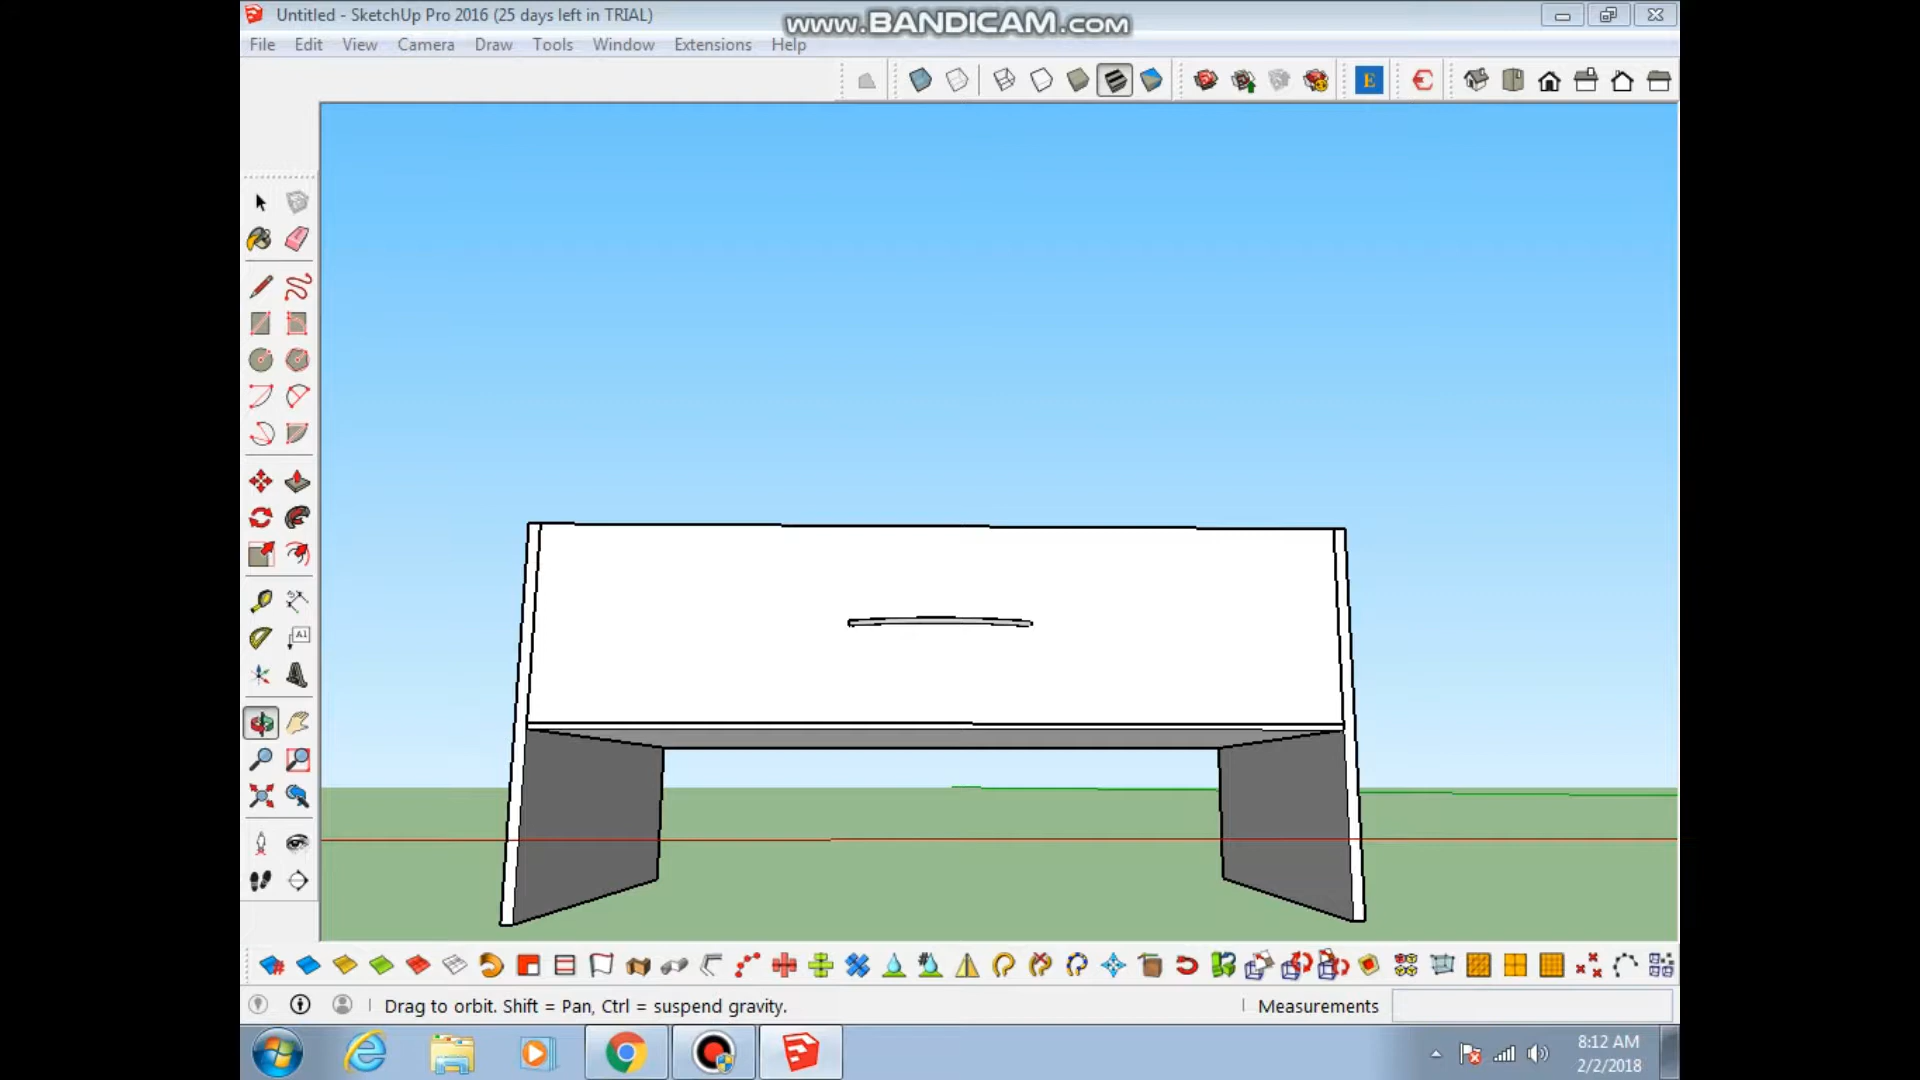 Untitled - SketchUp Pro 2016 (25 days left in TRIAL)
www.BANDICAM.com
File Edit View Camera Draw Tools Window Extensions Help
E
A1
Drag to orbit. Shift = Pan, Ctrl = suspend gravity.
Measurements
8:12 AM
2/2/2018